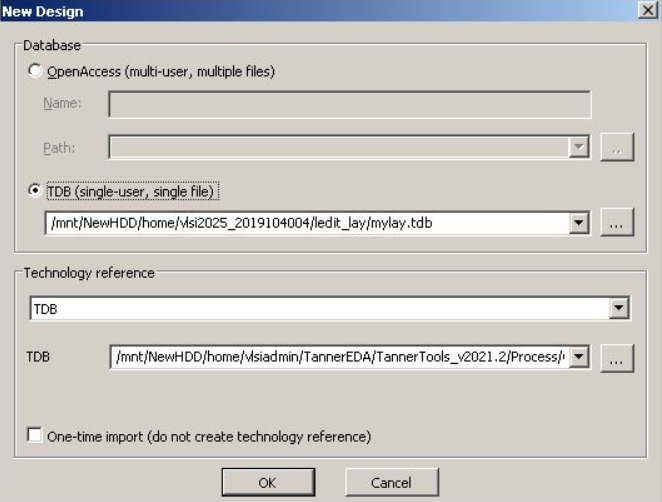 New Design
Database
OpenAccess (multi-user, multiple files)
Name:
Path:
..
TDB (single-user, single file)
/mnt/NewHDD/home/vlsi2025_2019104004/ledit_lay/mylay.tdb
...
Technology reference
TDB
TDB
/mnt/NewHDD/home/vlsiadmin/TannerEDA/TannerTools_v2021.2/Process/
...
One-time import (do not create technology reference)
OK
Cancel